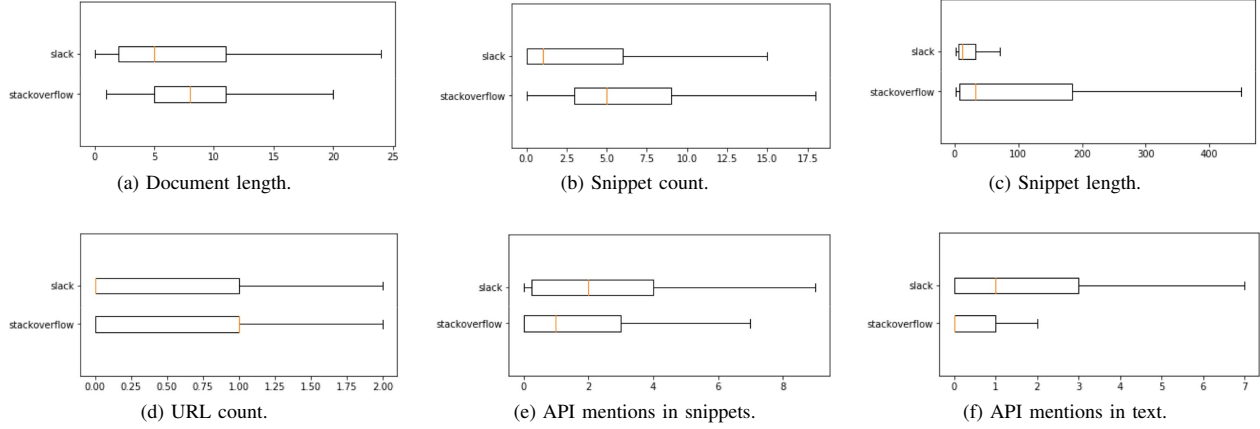 slack
stackoverflow
0 5 10 15 20 25
(a) Document length.
slack
stackoverflow
0 2.5 5.0 7.5 10.0 12.5 15.0 17.5
(b) Snippet count.
slack
stackoverflow
0 100 200 300 400
(c) Snippet length.
slack
stackoverflow
0.00 0.25 0.50 0.75 1.00 1.25 1.50 1.75 2.00
(d) URL count.
slack
stackoverflow
0 2 4 6 8
(e) API mentions in snippets.
slack
stackoverflow
0 1 2 3 4 5 6 7
(f) API mentions in text.